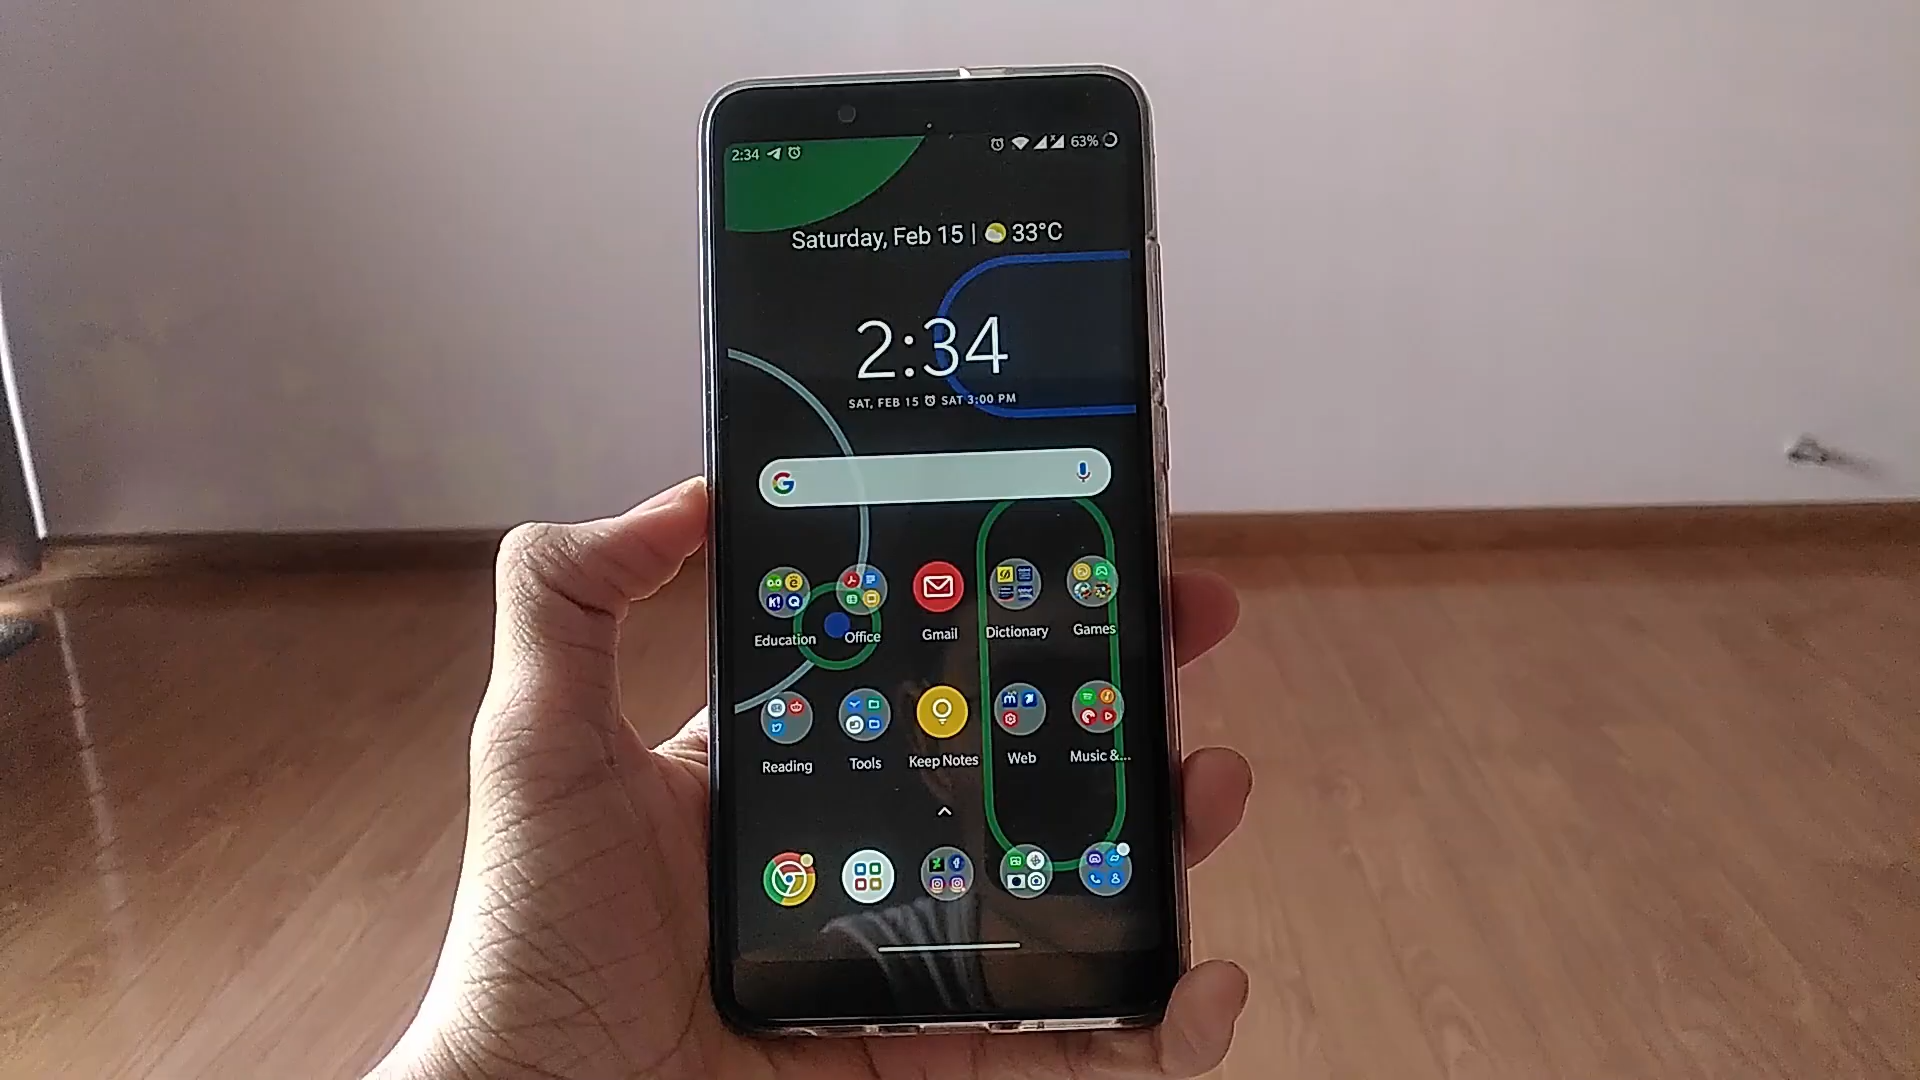 2:34 63%
Saturday, Feb 15 | 33°C
2:34
SAT, FEB 15 SAT 3:00 PM
Education Office Gmail Dictionary Games
Reading Tools Keep Notes Web Music &...